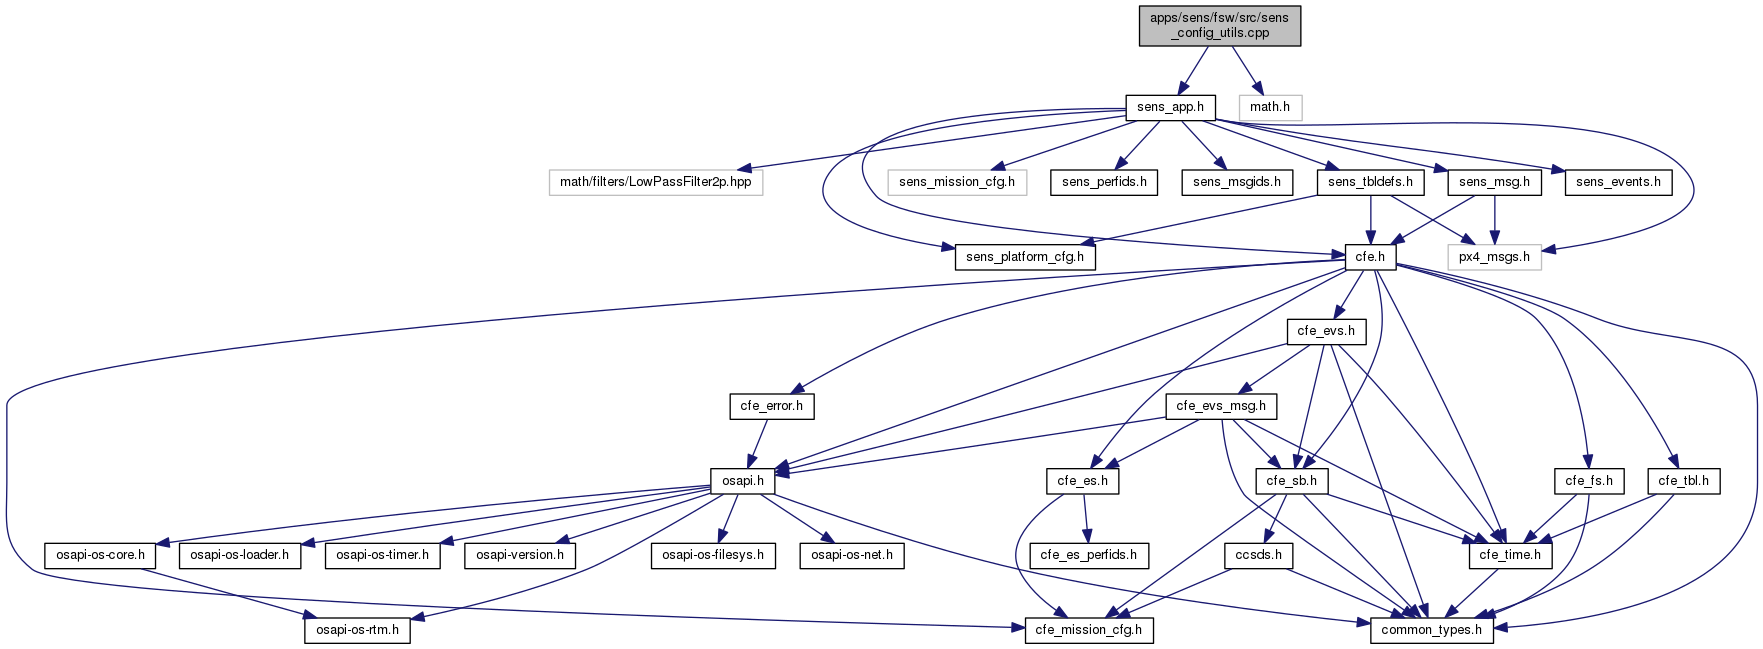 apps/sens/fsw/src/sens
_config_utils.cpp
sens_app.h
math.h
math/filters/LowPassFilter2p.hpp
sens_mission_cfg.h
sens_perfids.h
sens_msgids.h
sens_tbldefs.h
sens_msg.h
sens_events.h
sens_platform_cfg.h
cfe.h
px4_msgs.h
cfe_evs.h
cfe_error.h
cfe_evs_msg.h
osapi.h
cfe_es.h
cfe_sb.h
cfe_fs.h
cfe_tbl.h
osapi-os-core.h
osapi-os-loader.h
osapi-os-timer.h
osapi-version.h
osapi-os-filesys.h
osapi-os-net.h
cfe_es_perfids.h
ccsds.h
cfe_time.h
osapi-os-rtm.h
cfe_mission_cfg.h
common_types.h